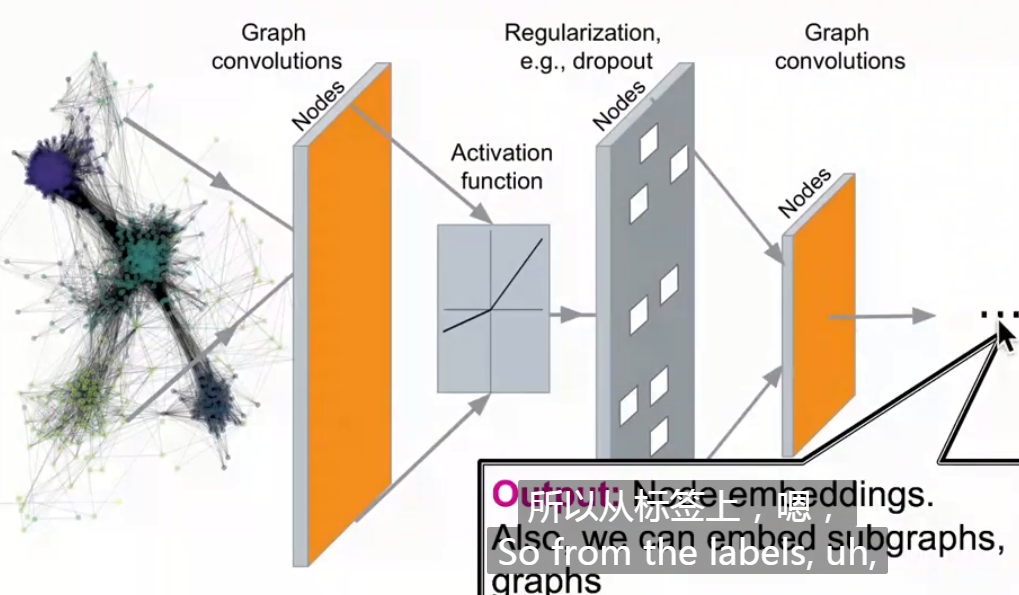 Graph
convolutions
Regularization,
e.g., dropout
Graph
convolutions
Nodes
Nodes
Activation
function
Nodes
...
Output: Node embeddings.
所以从标签上，嗯，
Also, we can embed subgraphs,
So from the labels, uh,
graphs